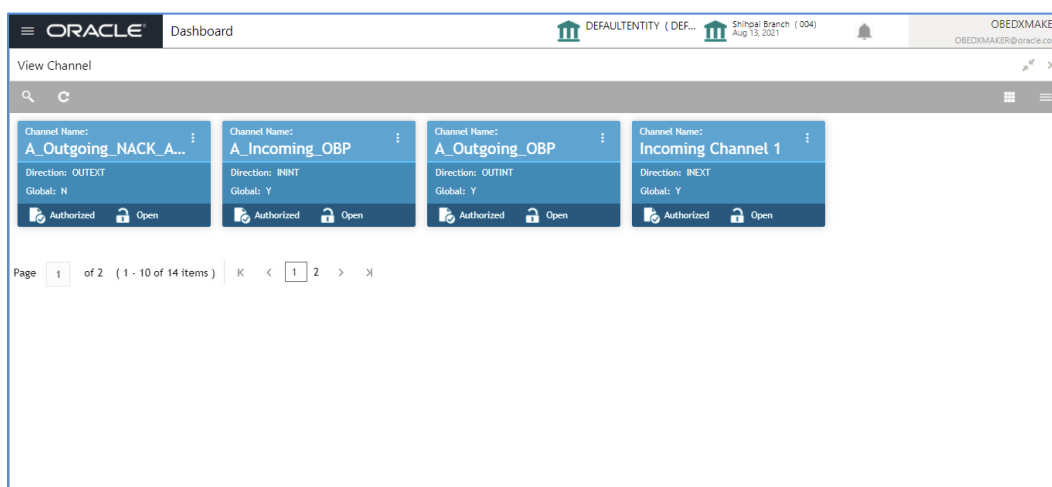 ORACLE Dashboard DEFAULTENTITY ( DEF... Shihpai Branch ( 004) OBEDXMAKE
Aug 13, 2021 OBEDXMAKER@oracle.co
View Channel
Channel Name: Channel Name: Channel Name: Channel Name:
A_Outgoing_NACK_A... A_Incoming_OBP A_Outgoing_OBP Incoming Channel 1
Direction: OUTEXT Direction: ININT Direction: OUTINT Direction: INEXT
Global: N Global: Y Global: Y Global: Y
Authorized Open Authorized Open Authorized Open Authorized Open
Page 1 of 2 ( 1 - 10 of 14 items ) 1 2